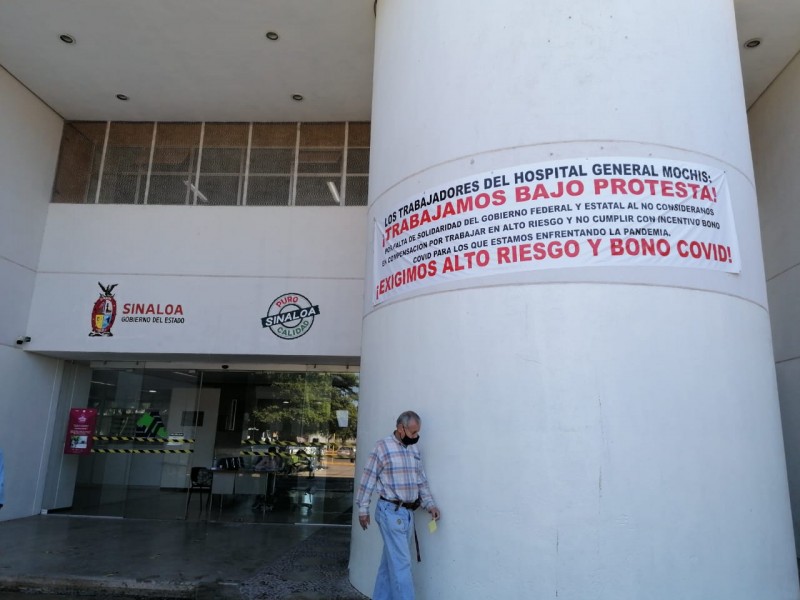 LOS TRABAJADORES DEL HOSPITAL GENERAL MOCHIS:
¡TRABAJAMOS BAJO PROTESTA!
POR FALTA DE SOLIDARIDAD DEL GOBIERNO FEDERAL Y ESTATAL AL NO CONSIDERANOS
EN COMPENSACIÓN POR TRABAJAR EN ALTO RIESGO Y NO CUMPLIR CON INCENTIVO BONO
COVID PARA LOS QUE ESTAMOS ENFRENTANDO LA PANDEMIA.
¡EXIGIMOS ALTO RIESGO Y BONO COVID!
SINALOA
GOBIERNO DEL ESTADO
PURO
SINALOA
CALIDAD